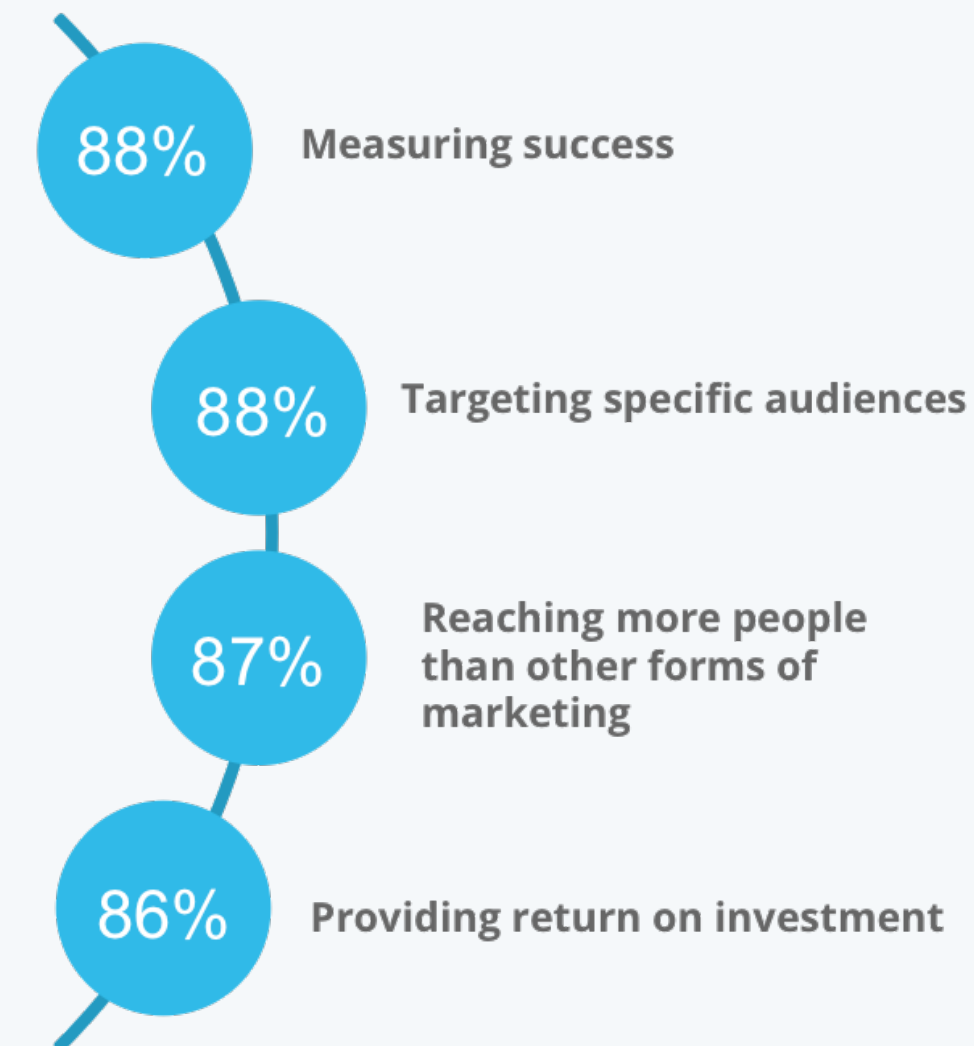 88%
Measuring success
88%
Targeting specific audiences
87%
Reaching more people
than other forms of
marketing
86%
Providing return on investment